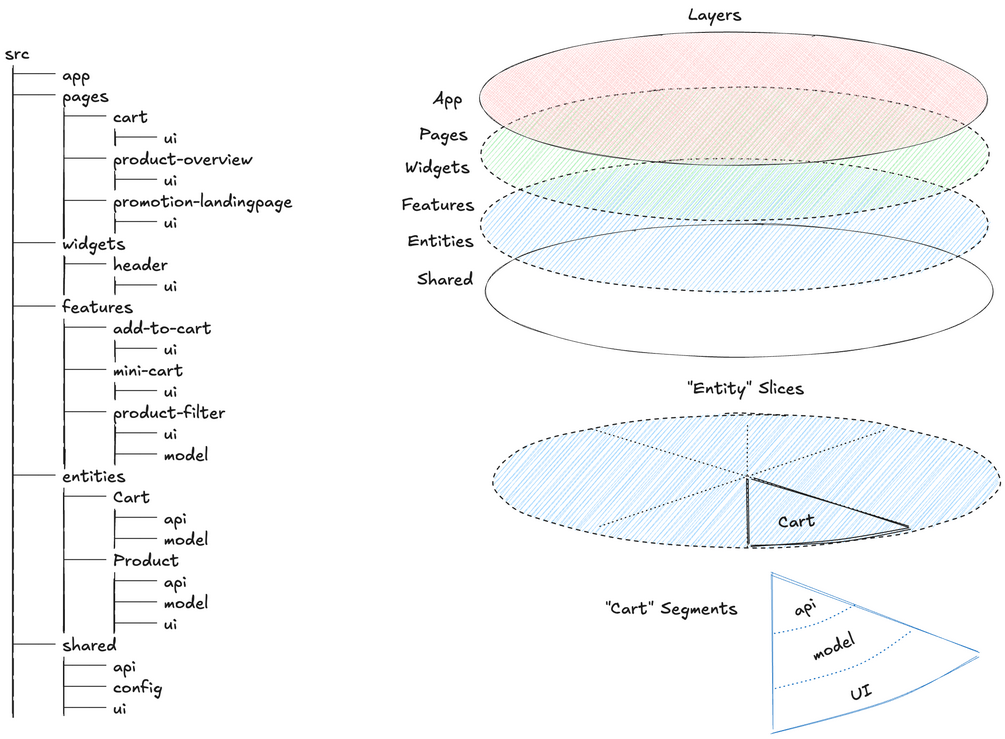 src
app
pages
cart
ui
product-overview
ui
promotion-landingpage
ui
widgets
header
ui
features
add-to-cart
ui
mini-cart
ui
product-filter
ui
model
entities
Cart
api
model
Product
api
model
ui
shared
api
config
ui
Layers
App
Pages
Widgets
Features
Entities
Shared
"Entity" Slices
Cart
"Cart" Segments
api
model
UI